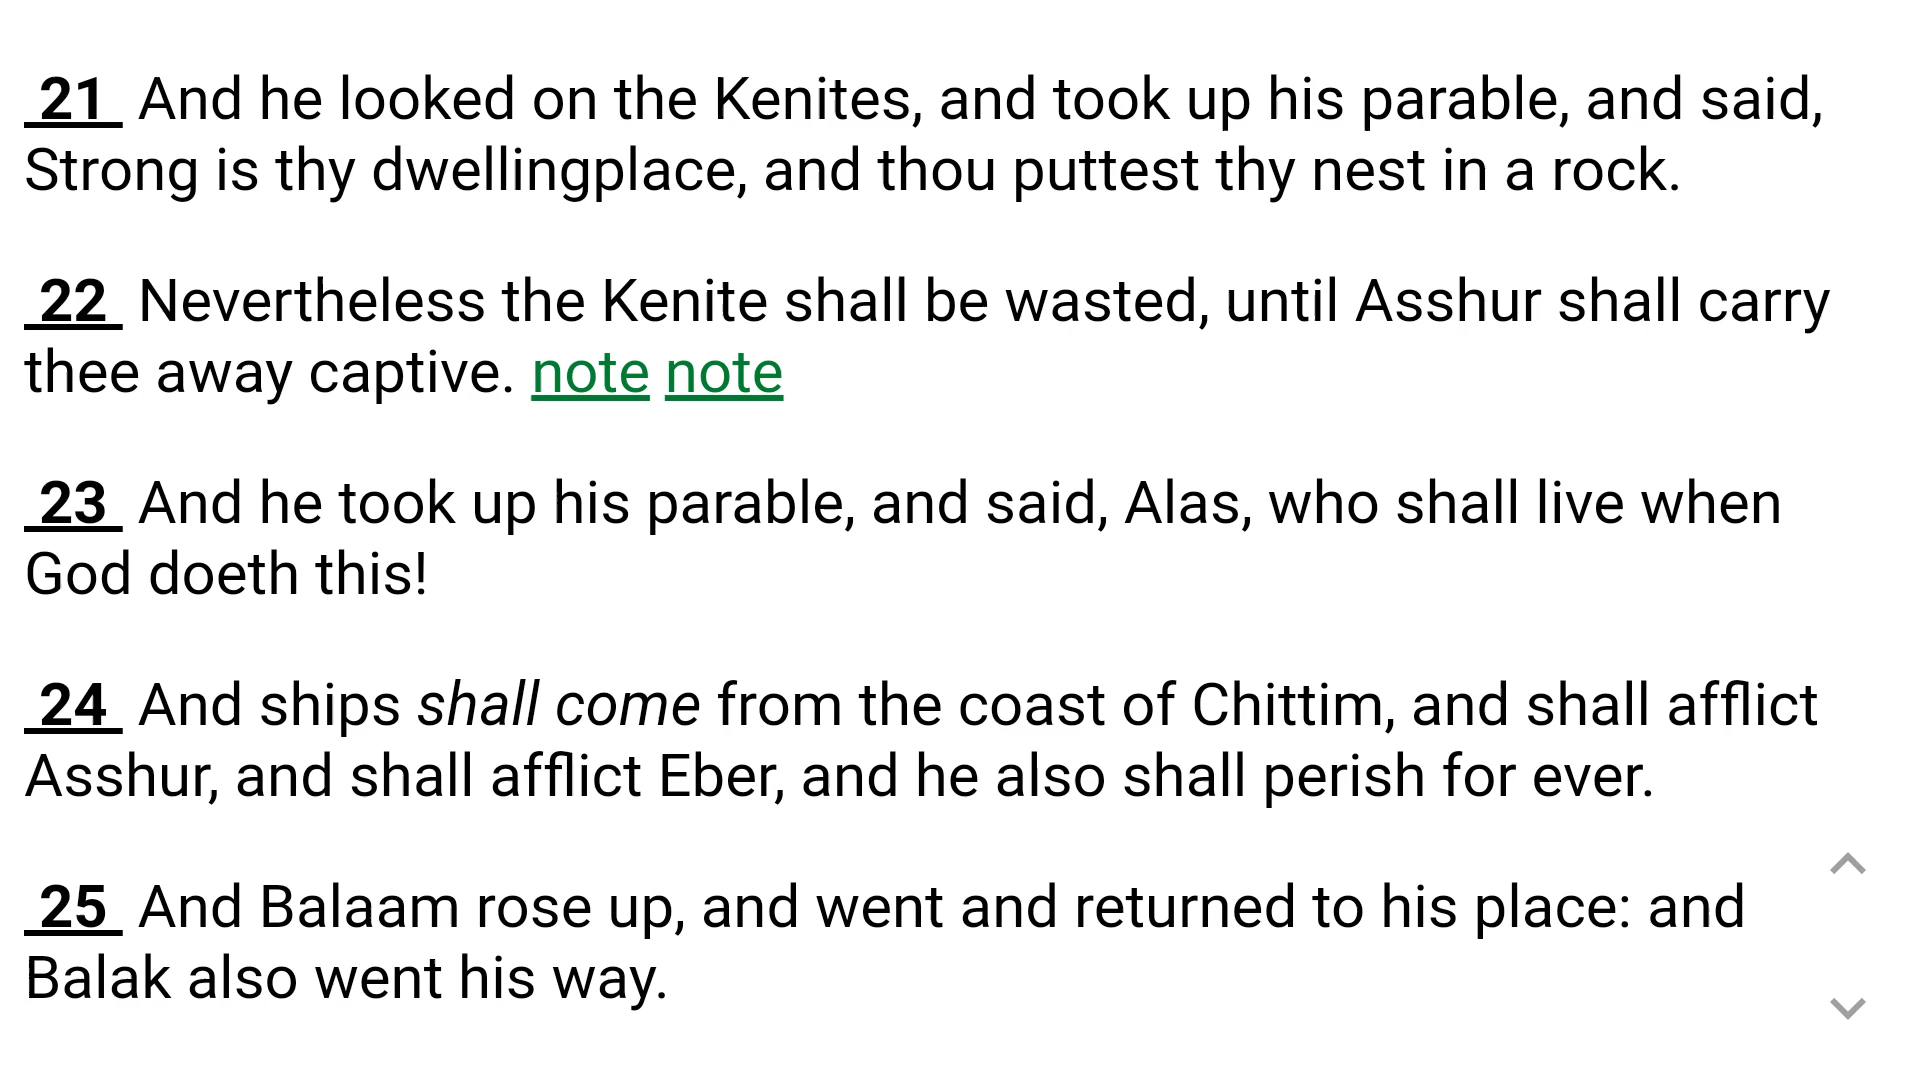 21 And he looked on the Kenites, and took up his parable, and said,
Strong is thy dwellingplace, and thou puttest thy nest in a rock.
22 Nevertheless the Kenite shall be wasted, until Asshur shall carry
thee away captive. note note
23 And he took up his parable, and said, Alas, who shall live when
God doeth this!
24 And ships shall come from the coast of Chittim, and shall afflict
Asshur, and shall afflict Eber, and he also shall perish for ever.
25 And Balaam rose up, and went and returned to his place: and
Balak also went his way.